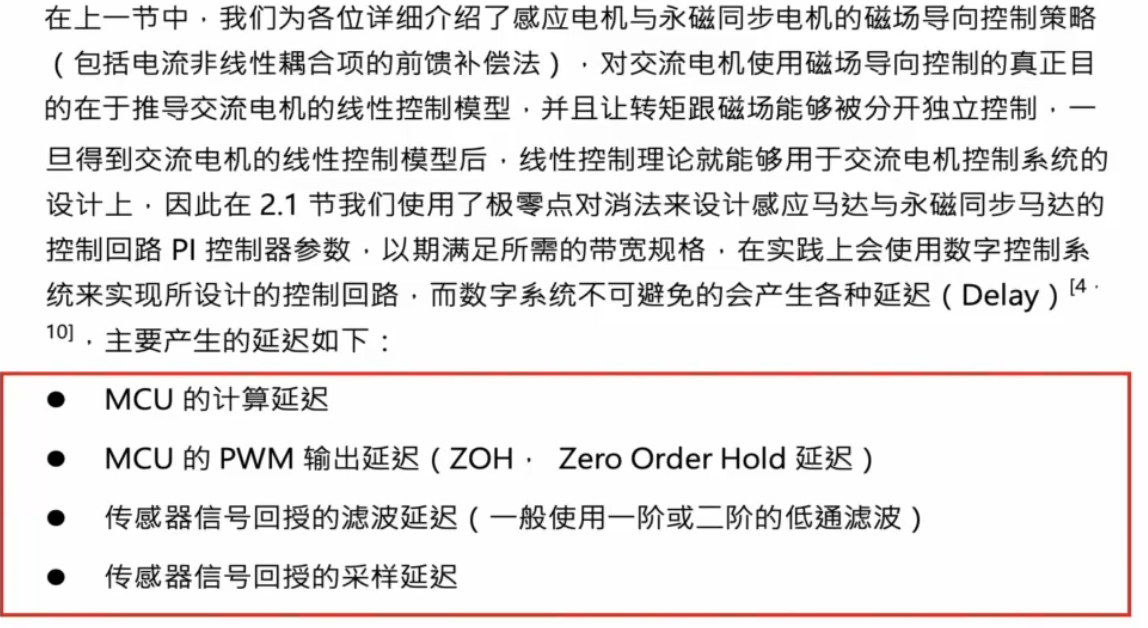 在上一节中，我们为各位详细介绍了感应电机与永磁同步电机的磁场导向控制策略
（包括电流非线性耦合项的前馈补偿法），对交流电机使用磁场导向控制的真正目
的在于推导交流电机的线性控制模型，并且让转矩跟磁场能够被分开独立控制，一
旦得到交流电机的线性控制模型后，线性控制理论就能够用于交流电机控制系统的
设计上，因此在 2.1 节我们使用了极零点对消法来设计感应马达与永磁同步马达的
控制回路 PI 控制器参数，以期满足所需的带宽规格，在实践上会使用数字控制系
统来实现所设计的控制回路，而数字系统不可避免的会产生各种延迟（Delay）[4，
10]，主要产生的延迟如下：
● MCU 的计算延迟
● MCU 的 PWM 输出延迟（ZOH， Zero Order Hold 延迟）
● 传感器信号回授的滤波延迟（一般使用一阶或二阶的低通滤波）
● 传感器信号回授的采样延迟